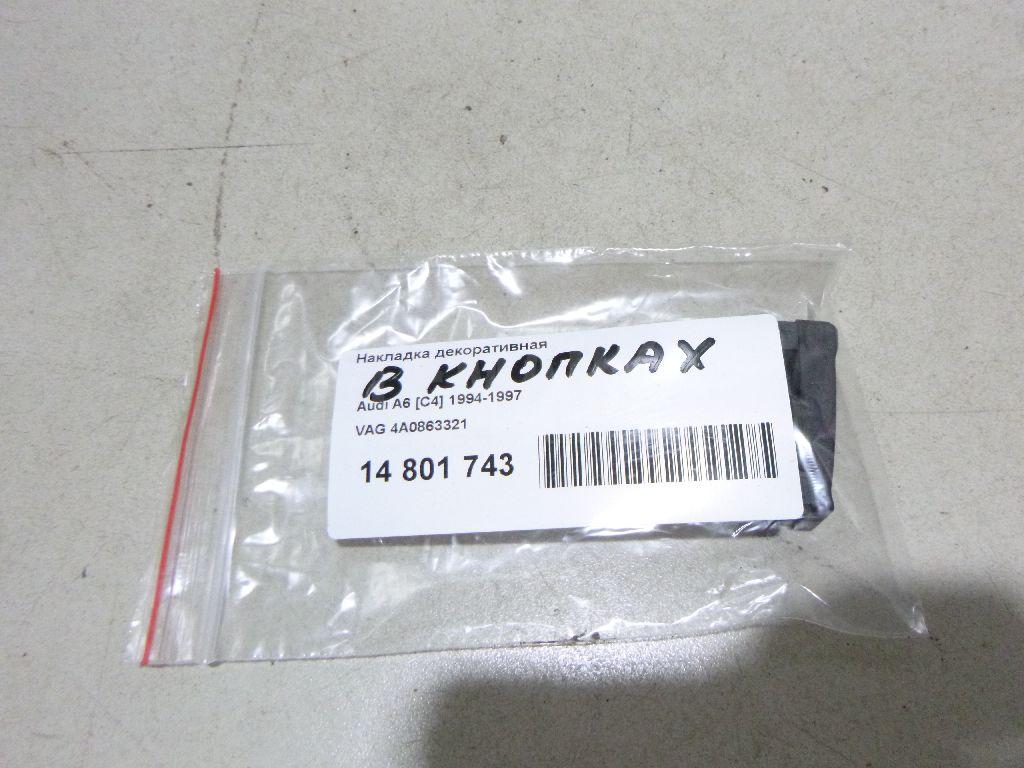 Накладка декоративная
В КНОПКАХ
Audi A6 [C4] 1994-1997
VAG 4A0863321
14 801 743